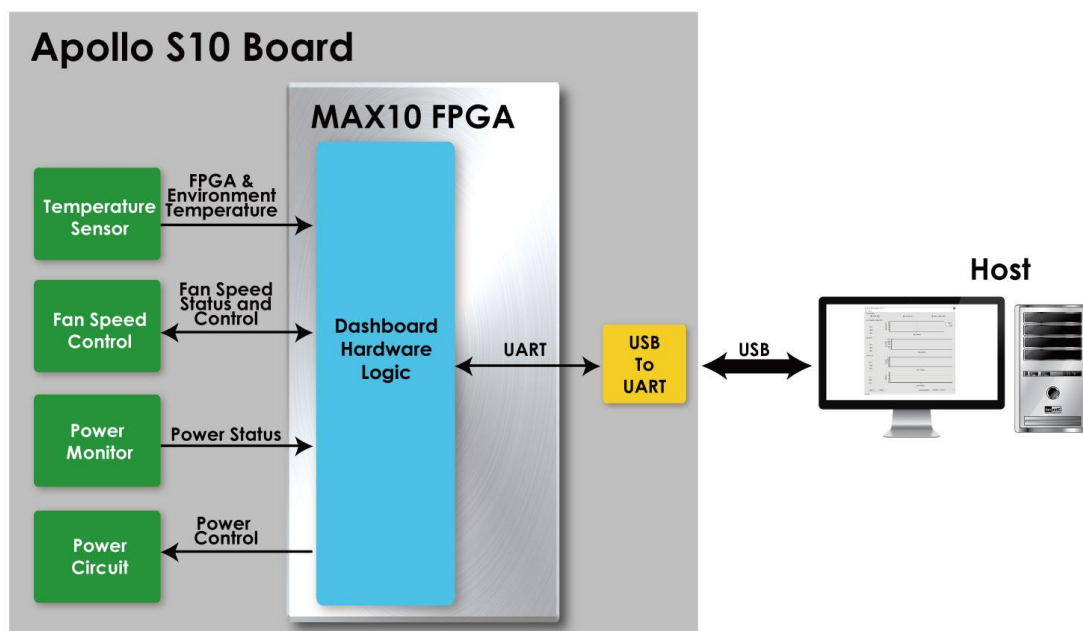 Apollo S10 Board
MAX10 FPGA
Temperature
Sensor
FPGA &
Environment
Temperature
Fan Speed
Control
Fan Speed
Status and
Control
Power
Monitor
Power Status
Power
Circuit
Power
Control
Dashboard
Hardware
Logic
UART
USB
To
UART
USB
Host